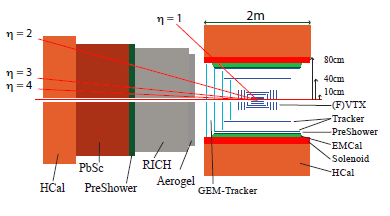 2m
η = 1
η = 2
80cm
η = 3
40cm
η = 4
10cm
(F)VTX
Tracker
PreShower
EMCal
Solenoid
HCal
PbSc
RICH
Aerogel
HCal
PreShower
GEM-Tracker